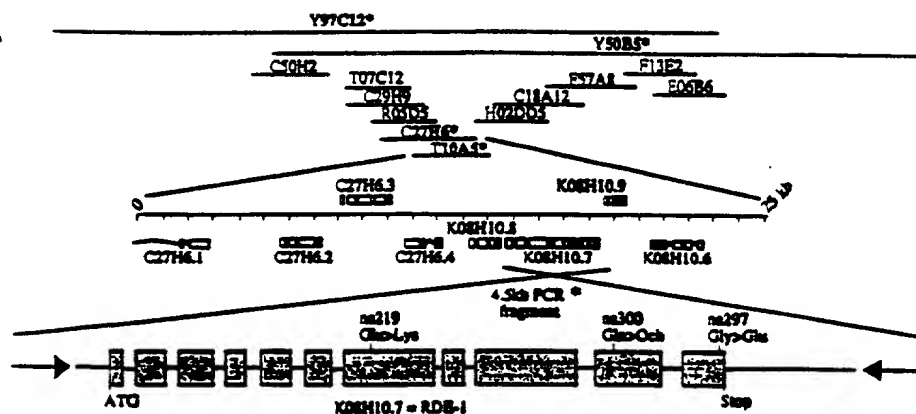 Y97C12*
Y50B5*
C50H2
F13E2
T07C12
F57A8
E06B6
C29H9
C18A12
R05D5
H02D05
C27H6*
T10A5*
0
C27H6.3
K08H10.9
25 kb
K08H10.8
C27H6.1
C27H6.2
C27H6.4
K08H10.7
K08H10.6
4.5kb PCR *
fragment
ne219
ne300
ne297
Glu>Lys
Gln>Och
Gly>Glu
ATG
Stop
K08H10.7 = RDE-1